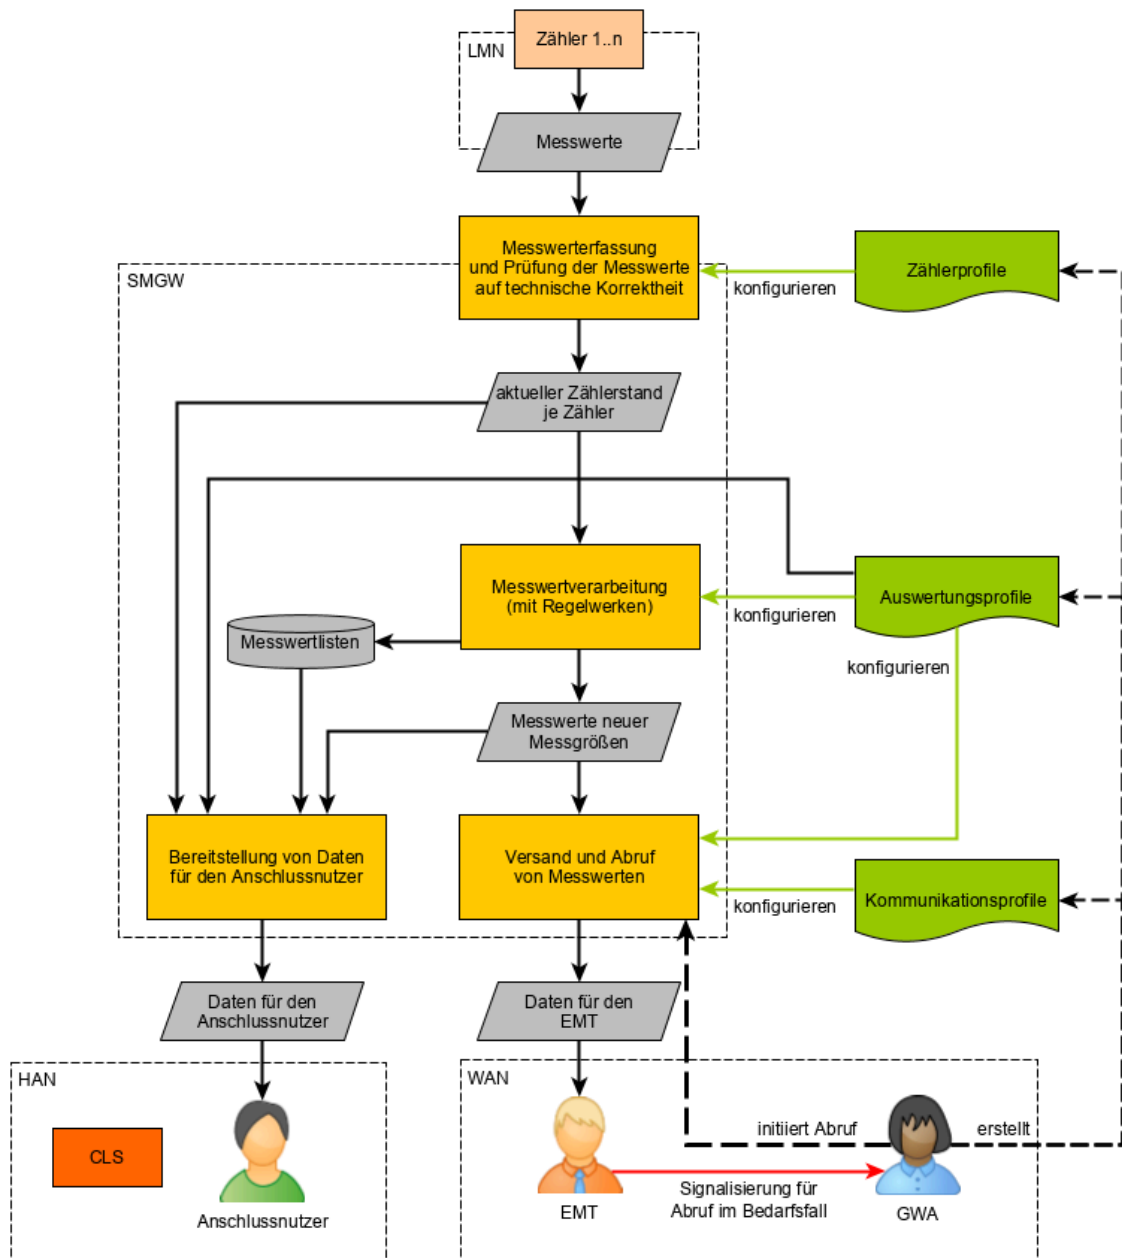 Zähler 1..n
LMN
Messwerte
Messwerterfassung
und Prüfung der Messwerte
auf technische Korrektheit
SMGW
konfigurieren
Zählerprofile
aktueller Zählerstand
je Zähler
Messwertverarbeitung
(mit Regelwerken)
konfigurieren
Auswertungsprofile
Messwertlisten
konfigurieren
Messwerte neuer
Messgrößen
Bereitstellung von Daten
für den Anschlussnutzer
Versand und Abruf
von Messwerten
konfigurieren
Kommunikationsprofile
Daten für den
Anschlussnutzer
Daten für den
EMT
HAN
WAN
CLS
Anschlussnutzer
initiiert Abruf
erstellt
EMT
Signalisierung für
Abruf im Bedarfsfall
GWA